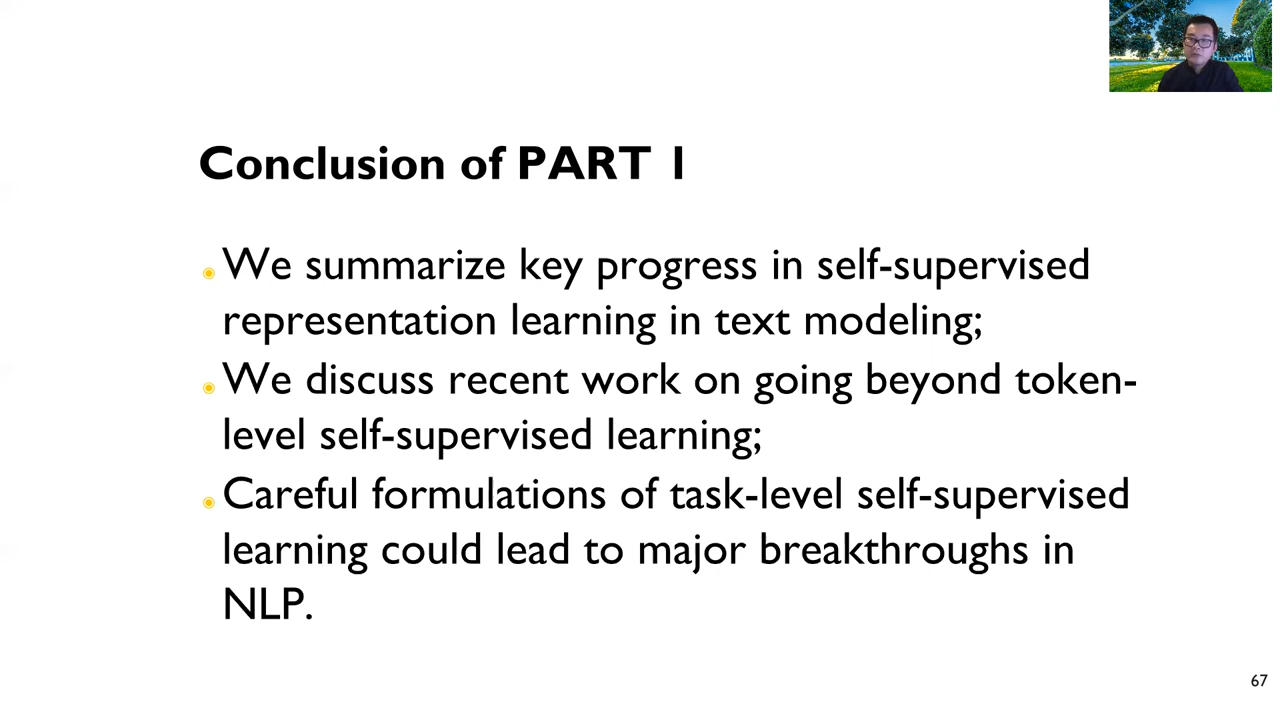 Conclusion of PART 1
We summarize key progress in self-supervised
representation learning in text modeling;
We discuss recent work on going beyond token-
level self-supervised learning;
Careful formulations of task-level self-supervised
learning could lead to major breakthroughs in
NLP.
67